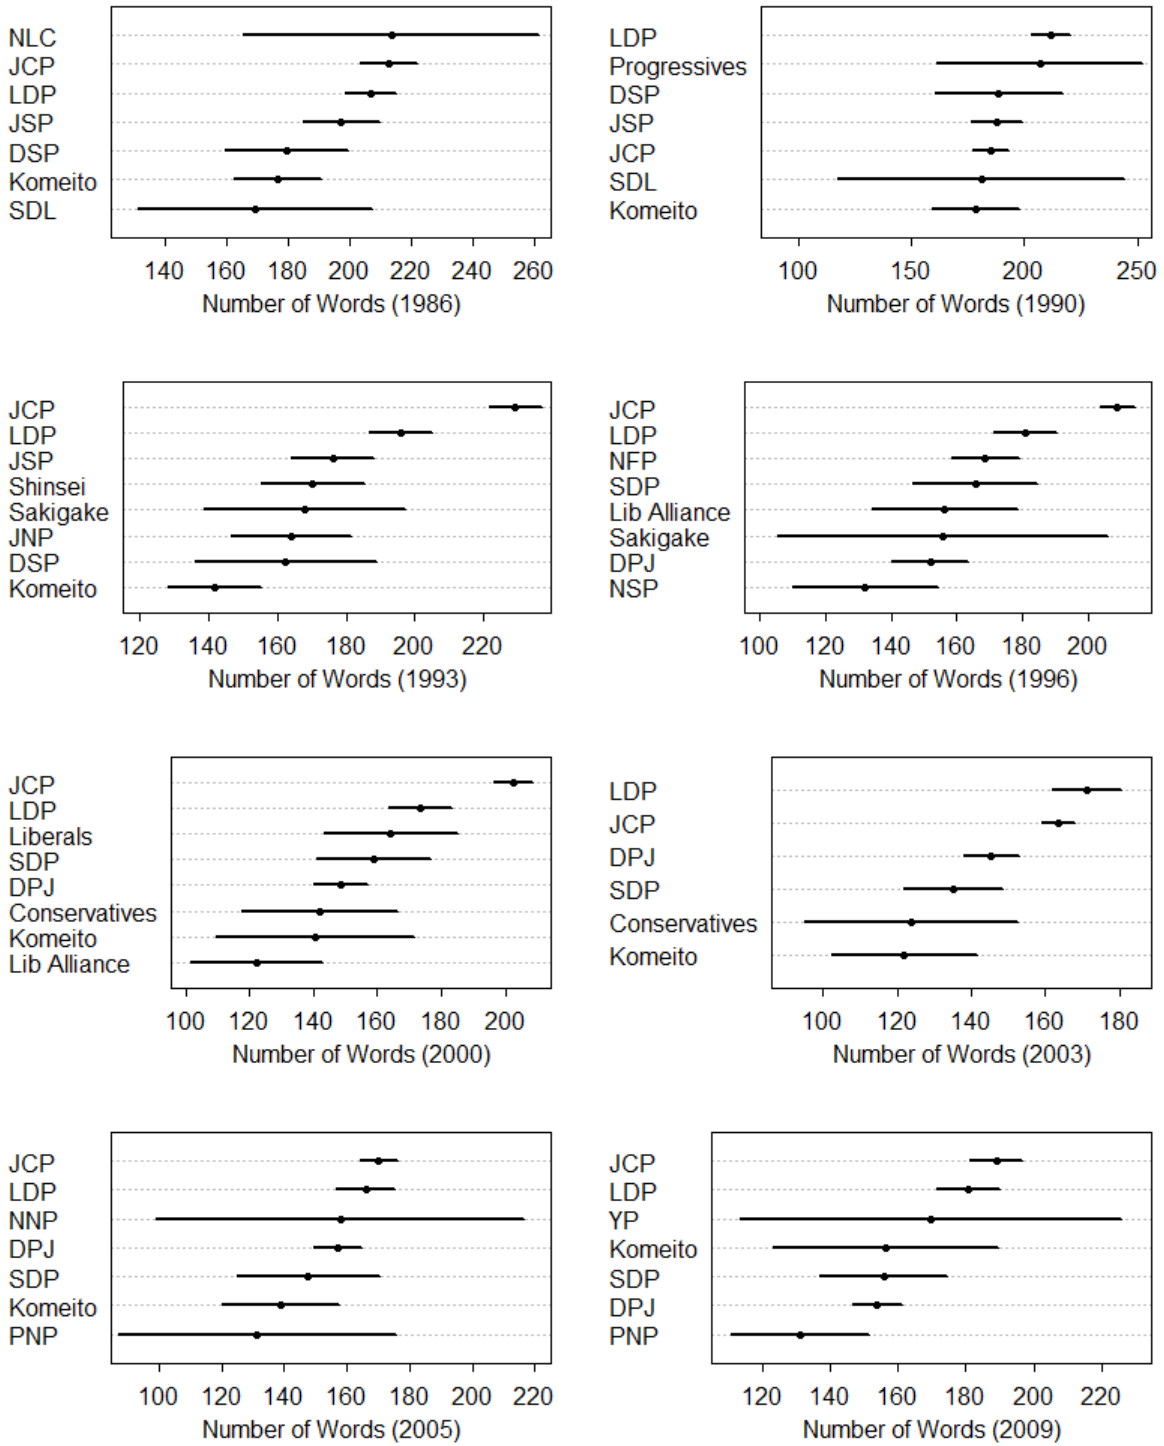 NLC
JCP
LDP
JSP
DSP
Komeito
SDL
140 160 180 200 220 240 260
Number of Words (1986)
LDP
Progressives
DSP
JSP
JCP
SDL
Komeito
100 150 200 250
Number of Words (1990)
JCP
LDP
JSP
Shinsei
Sakigake
JNP
DSP
Komeito
120 140 160 180 200 220
Number of Words (1993)
JCP
LDP
NFP
SDP
Lib Alliance
Sakigake
DPJ
NSP
100 120 140 160 180 200
Number of Words (1996)
JCP
LDP
Liberals
SDP
DPJ
Conservatives
Komeito
Lib Alliance
100 120 140 160 180 200
Number of Words (2000)
LDP
JCP
DPJ
SDP
Conservatives
Komeito
100 120 140 160 180
Number of Words (2003)
JCP
LDP
NNP
DPJ
SDP
Komeito
PNP
100 120 140 160 180 200 220
Number of Words (2005)
JCP
LDP
YP
Komeito
SDP
DPJ
PNP
120 140 160 180 200 220
Number of Words (2009)